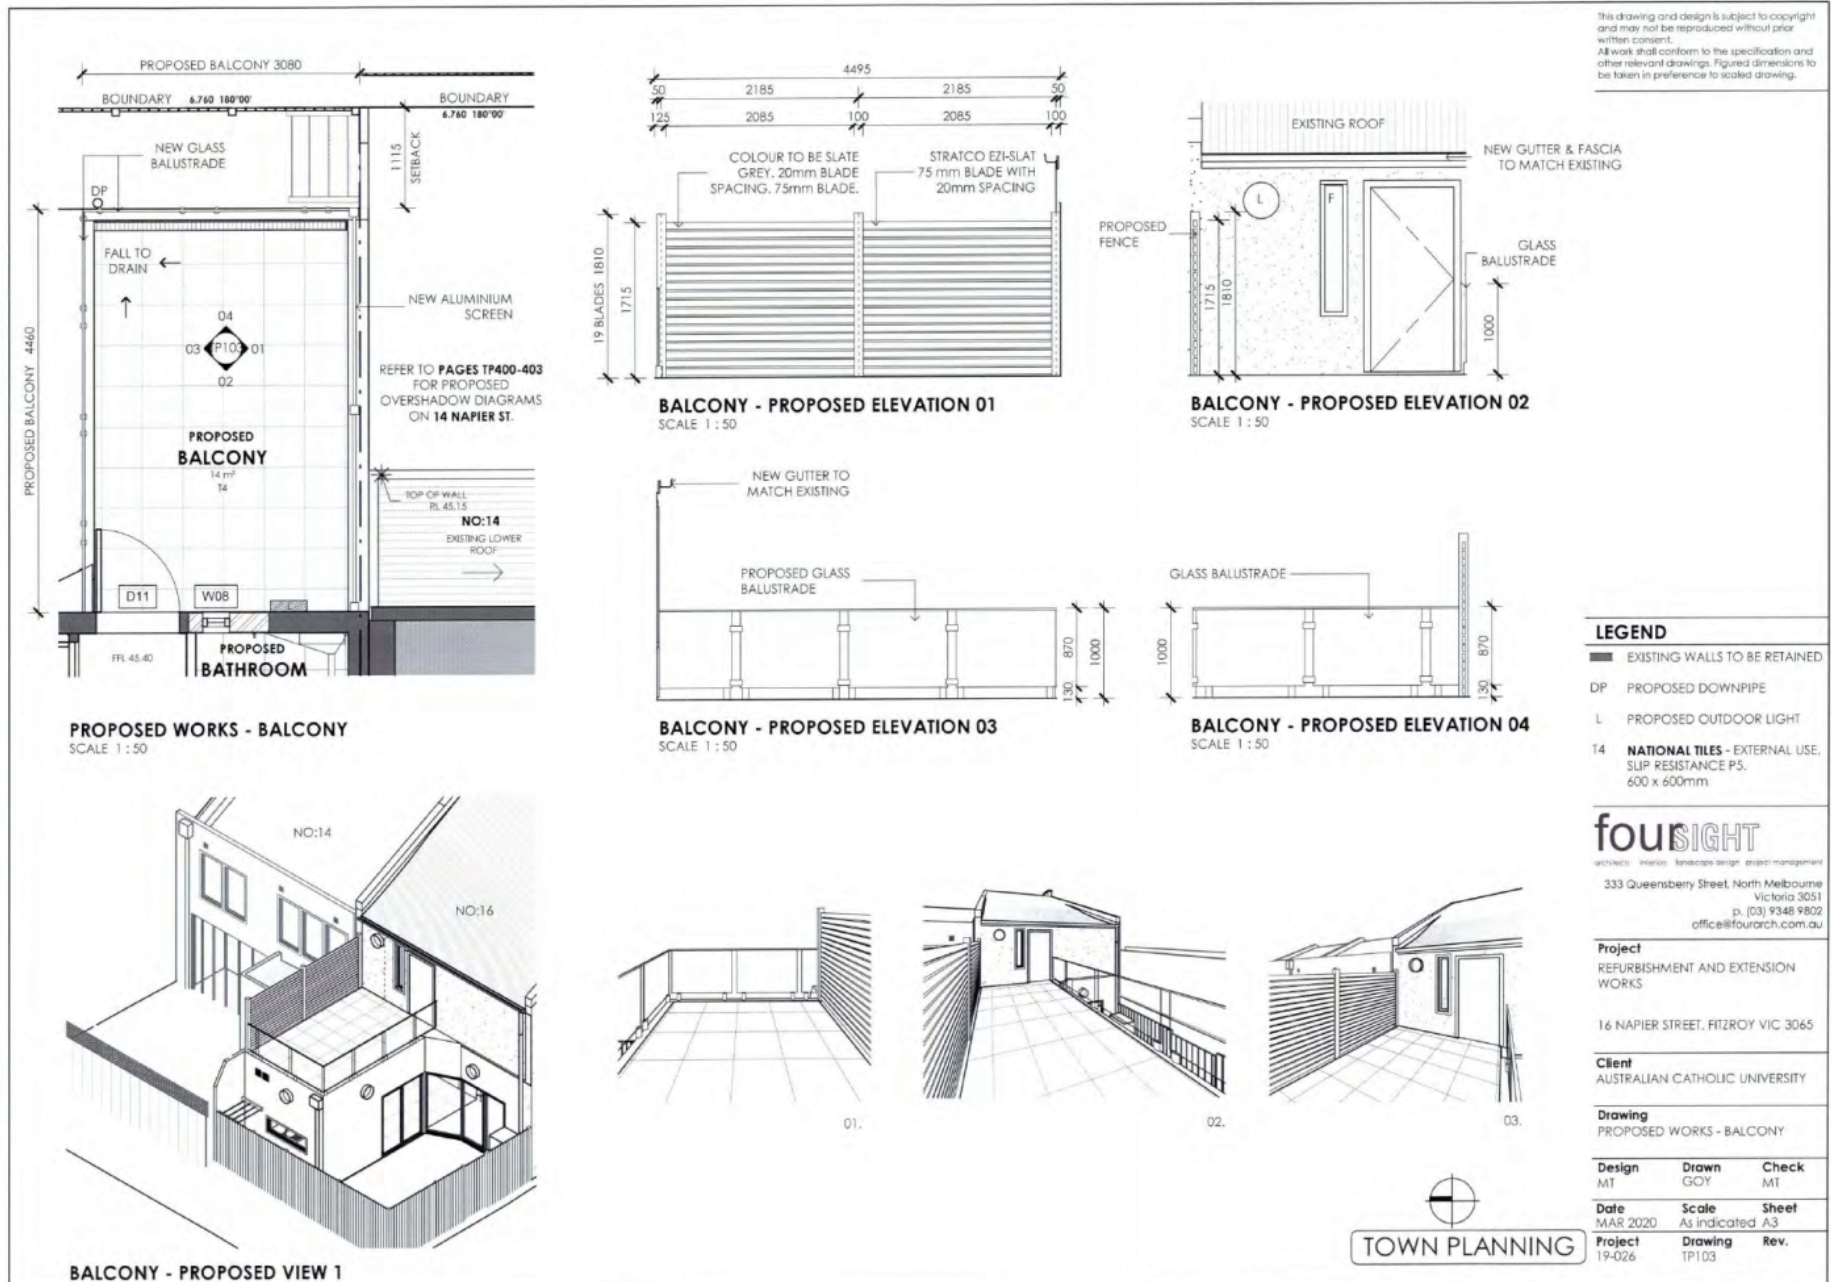 This drawing and design is subject to copyright
and may not be reproduced without prior
written consent.
All work shall conform to the specification and
other relevant drawings. Figured dimensions to
be taken in preference to scaled drawing.
PROPOSED BALCONY 3080
BOUNDARY 6.760 180°00'
BOUNDARY
6.760 180°00'
NEW GLASS
BALUSTRADE
1115
SETBACK
DP
FALL TO
DRAIN
NEW ALUMINIUM
SCREEN
04
03 TP103 01
02
PROPOSED BALCONY 4460
REFER TO PAGES TP400-403
FOR PROPOSED
OVERSHADOW DIAGRAMS
ON 14 NAPIER ST.
PROPOSED
BALCONY
14 m²
T4
TOP OF WALL
RL 45.15
NO:14
EXISTING LOWER
ROOF
D11
W08
FFL 45.40
PROPOSED
BATHROOM
PROPOSED WORKS - BALCONY
SCALE 1 : 50
4495
50 2185 2185 50
125 2085 100 2085 100
COLOUR TO BE SLATE
GREY. 20mm BLADE
SPACING. 75mm BLADE.
STRATCO EZI-SLAT
75 mm BLADE WITH
20mm SPACING
19 BLADES 1810
1715
BALCONY - PROPOSED ELEVATION 01
SCALE 1 : 50
EXISTING ROOF
NEW GUTTER & FASCIA
TO MATCH EXISTING
L
F
PROPOSED
FENCE
GLASS
BALUSTRADE
1715
1810
1000
BALCONY - PROPOSED ELEVATION 02
SCALE 1 : 50
NEW GUTTER TO
MATCH EXISTING
PROPOSED GLASS
BALUSTRADE
870
130
1000
BALCONY - PROPOSED ELEVATION 03
SCALE 1 : 50
GLASS BALUSTRADE
1000
870
130
BALCONY - PROPOSED ELEVATION 04
SCALE 1 : 50
NO:14
NO:16
BALCONY - PROPOSED VIEW 1
01.
02.
03.
LEGEND
EXISTING WALLS TO BE RETAINED
DP PROPOSED DOWNPIPE
L PROPOSED OUTDOOR LIGHT
T4 NATIONAL TILES - EXTERNAL USE.
SLIP RESISTANCE P5.
600 x 600mm
fourSIGHT
architects interiors landscape design project management
333 Queensberry Street, North Melbourne
Victoria 3051
p. (03) 9348 9802
office@fourarch.com.au
Project
REFURBISHMENT AND EXTENSION
WORKS
16 NAPIER STREET, FITZROY VIC 3065
Client
AUSTRALIAN CATHOLIC UNIVERSITY
Drawing
PROPOSED WORKS - BALCONY
Design Drawn Check
MT GOY MT
Date Scale Sheet
MAR 2020 As indicated A3
Project Drawing Rev.
19-026 TP103
TOWN PLANNING